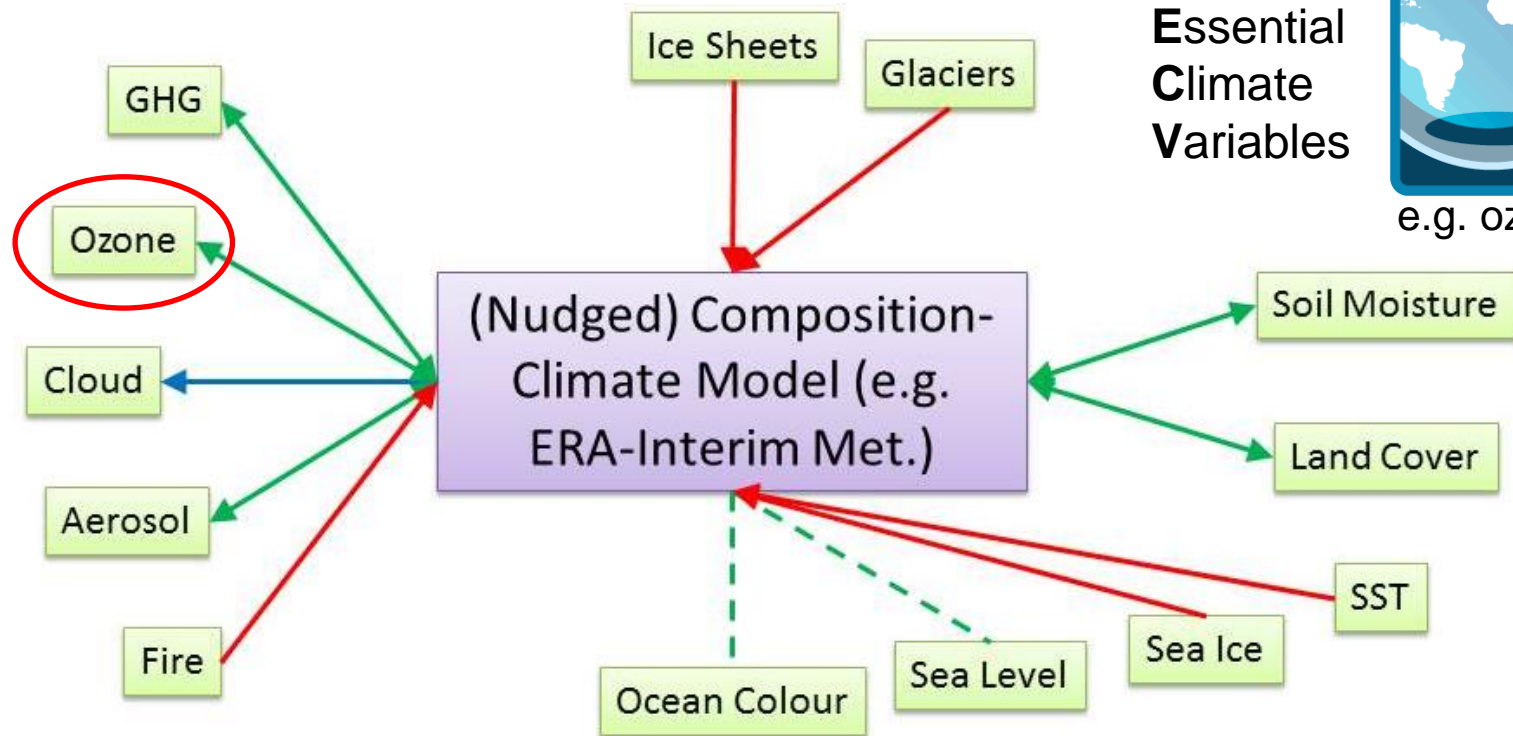 Essential
Climate
Variables
e.g.
Ice Sheets
Glaciers
GHG
Ozone
Cloud
Aerosol
Fire
(Nudged) Composition-
Climate Model (e.g.
ERA-Interim Met.)
Soil Moisture
Land Cover
SST
Sea Ice
Sea Level
Ocean Colour